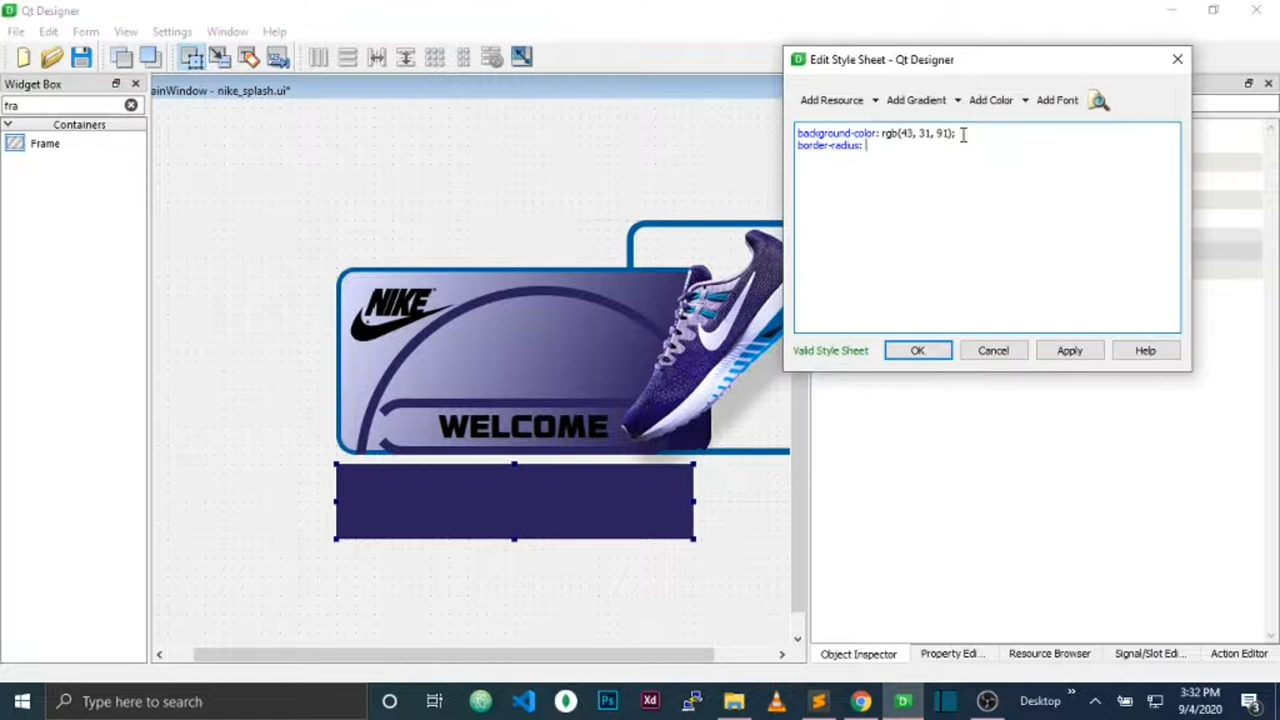 Qt Designer
File Edit Form View Settings Window Help
Widget Box
ainWindow - nike_splash.ui*
fra
Containers
Frame
Edit Style Sheet - Qt Designer
Add Resource Add Gradient Add Color Add Font
background-color: rgb(43, 31, 91);
border-radius:
Valid Style Sheet OK Cancel Apply Help
NIKE
WELCOME
Object Inspector Property Edi... Resource Browser Signal/Slot Edi... Action Editor
Type here to search
Ps Xd
Desktop
3:32 PM
9/4/2020
3